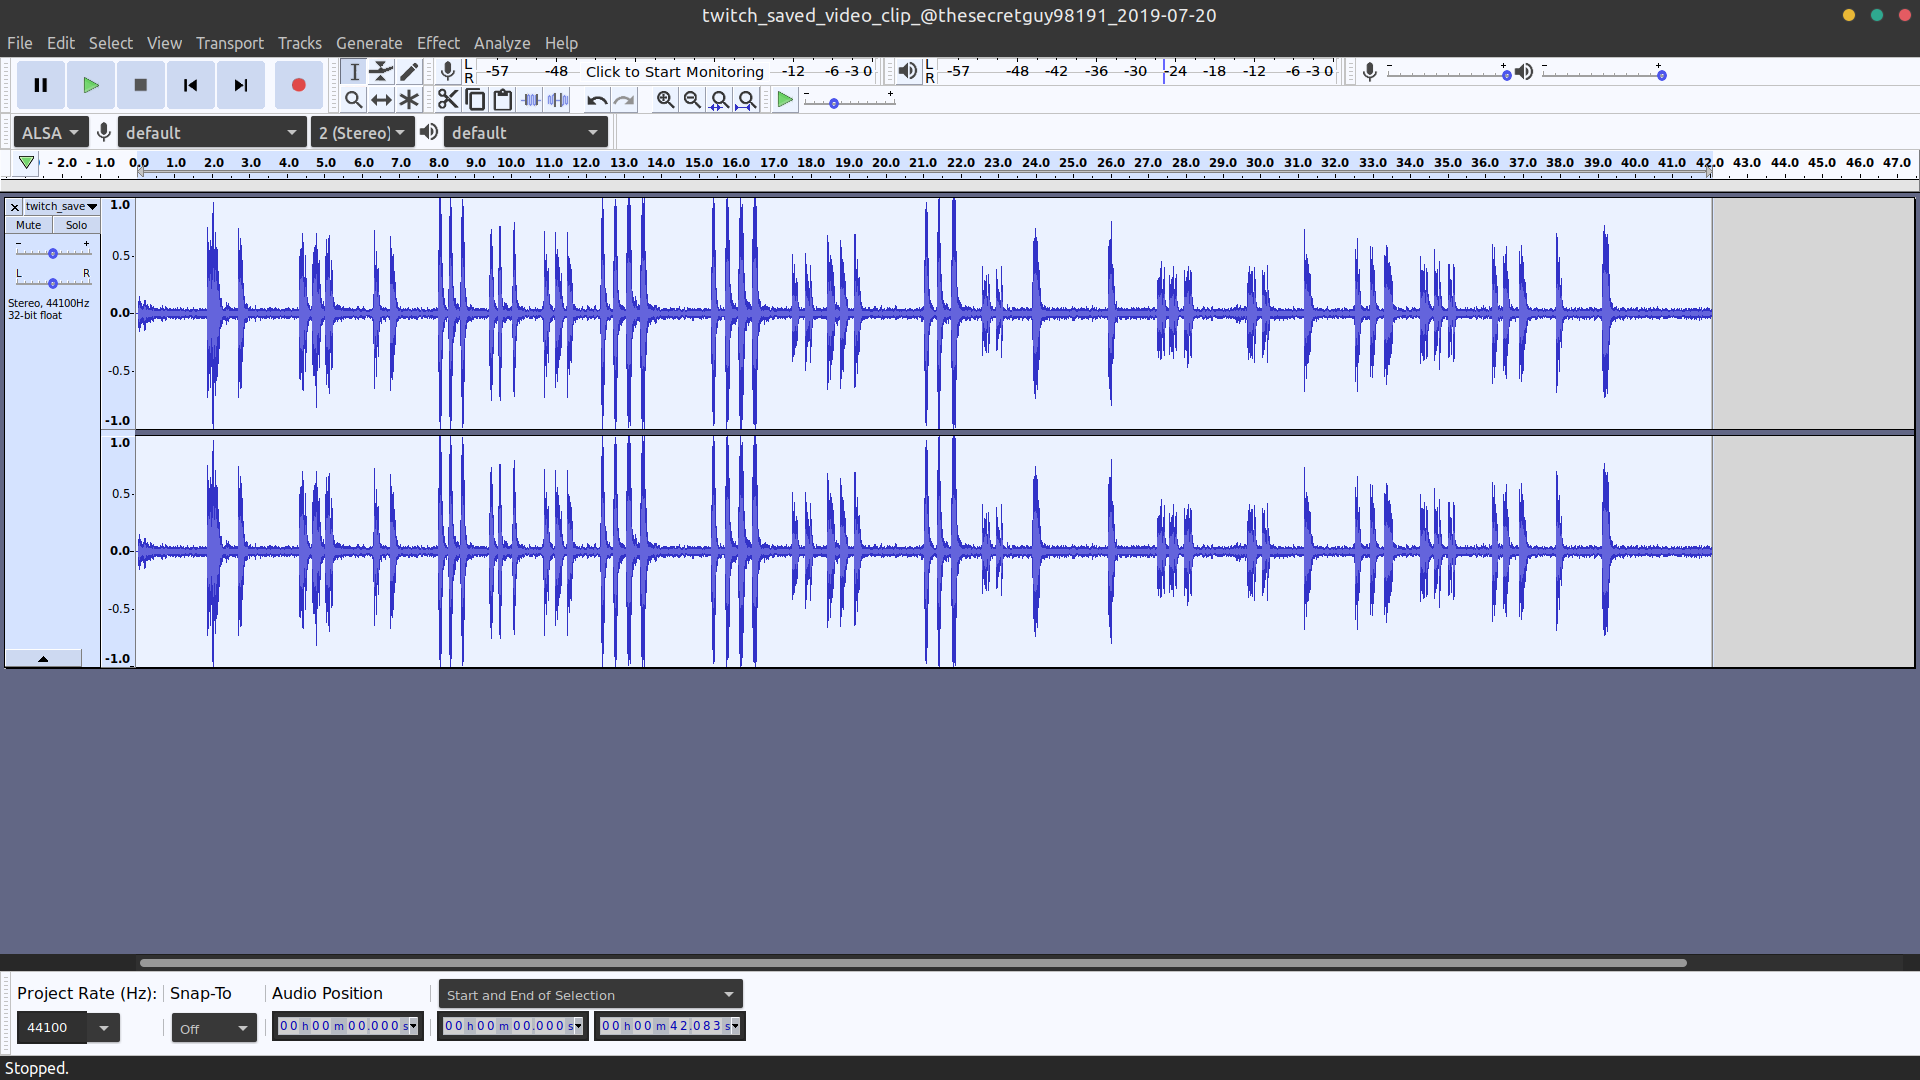 twitch_saved_video_clip_@thesecretguy98191_2019-07-20
File Edit Select View Transport Tracks Generate Effect Analyze Help
L R -57 -48 Click to Start Monitoring -12 -6 -3 0 L R -57 -48 -42 -36 -30 -24 -18 -12 -6 -3 0 - + - +
- +
ALSA default 2 (Stereo) default
- 2.0 - 1.0 0.0 1.0 2.0 3.0 4.0 5.0 6.0 7.0 8.0 9.0 10.0 11.0 12.0 13.0 14.0 15.0 16.0 17.0 18.0 19.0 20.0 21.0 22.0 23.0 24.0 25.0 26.0 27.0 28.0 29.0 30.0 31.0 32.0 33.0 34.0 35.0 36.0 37.0 38.0 39.0 40.0 41.0 42.0 43.0 44.0 45.0 46.0 47.0
x twitch_save 1.0
Mute Solo
- +
0.5-
L R
Stereo, 44100Hz
32-bit float
0.0-
-0.5-
-1.0
1.0
0.5-
0.0-
-0.5-
-1.0
Project Rate (Hz): Snap-To Audio Position Start and End of Selection
44100 Off 00 h 00 m 00.000 s 00 h 00 m 00.000 s 00 h 00 m 42.083 s
Stopped.